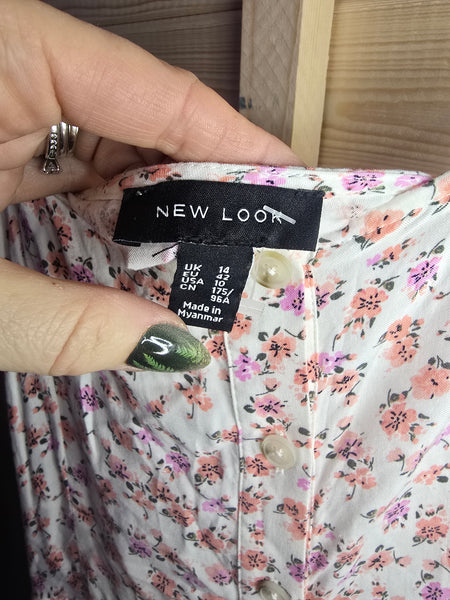 NEW LOOK
UK 14
EU 42
USA 10
CN 175/
96A
Made in
Myanmar